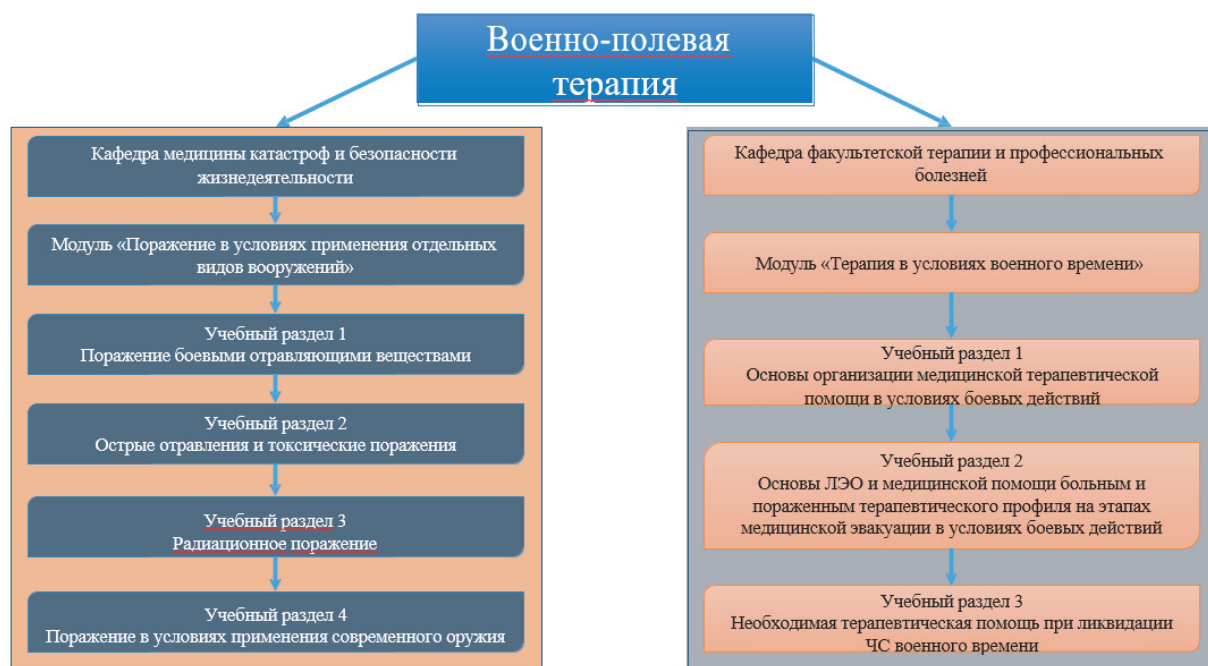 Военно-полевая
терапия
Кафедра медицины катастроф и безопасности
жизнедеятельности
Модуль «Поражение в условиях применения отдельных
видов вооружений»
Учебный раздел 1
Поражение боевыми отравляющими веществами
Учебный раздел 2
Острые отравления и токсические поражения
Учебный раздел 3
Радиационное поражение
Учебный раздел 4
Поражение в условиях применения современного оружия
Кафедра факультетской терапии и профессиональных
болезней
Модуль «Терапия в условиях военного времени»
Учебный раздел 1
Основы организации медицинской терапевтической
помощи в условиях боевых действий
Учебный раздел 2
Основы ЛЭО и медицинской помощи больным и
пораженным терапевтического профиля на этапах
медицинской эвакуации в условиях боевых действий
Учебный раздел 3
Необходимая терапевтическая помощь при ликвидации
ЧС военного времени